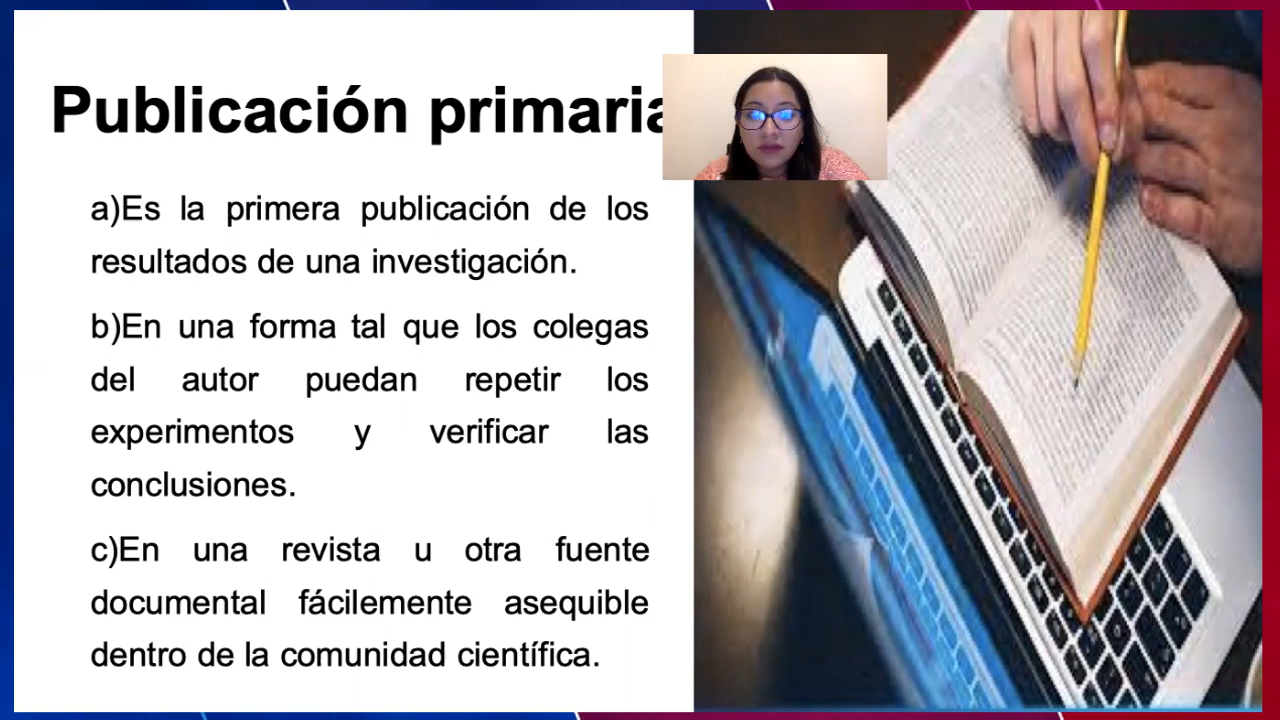 Publicación primaria
a)Es la primera publicación de los
resultados de una investigación.
b)En una forma tal que los colegas
del autor puedan repetir los
experimentos y verificar las
conclusiones.
c)En una revista u otra fuente
documental fácilemente asequible
dentro de la comunidad científica.